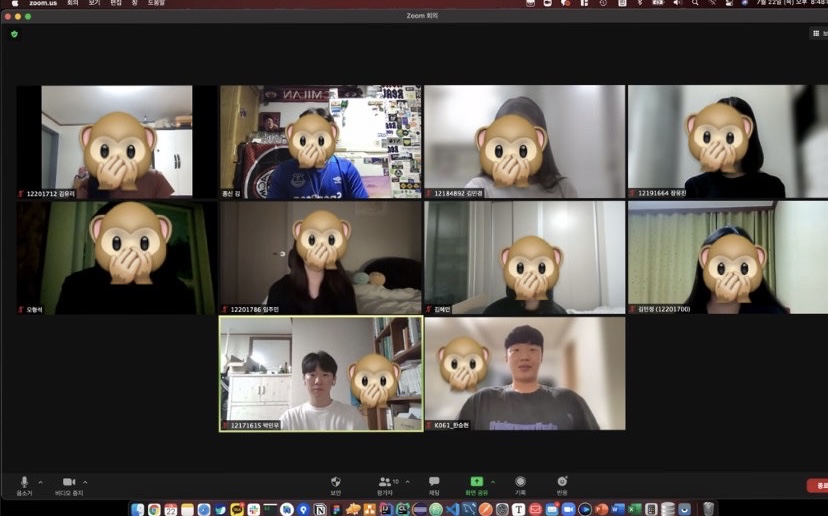 zoom.us 회의 보기 편집 창 도움말
7월 22일 (목) 오후 8:48
Zoom 회의
12201712 김유리
종신 김
12184892 김민경
12191664 장유진
오형석
12201786 임주민
김혜인
김민정 (12201700)
12171615 박민우
K061_한승현
음소거
비디오 중지
보안
참가자 10
채팅
화면 공유
기록
반응
종료